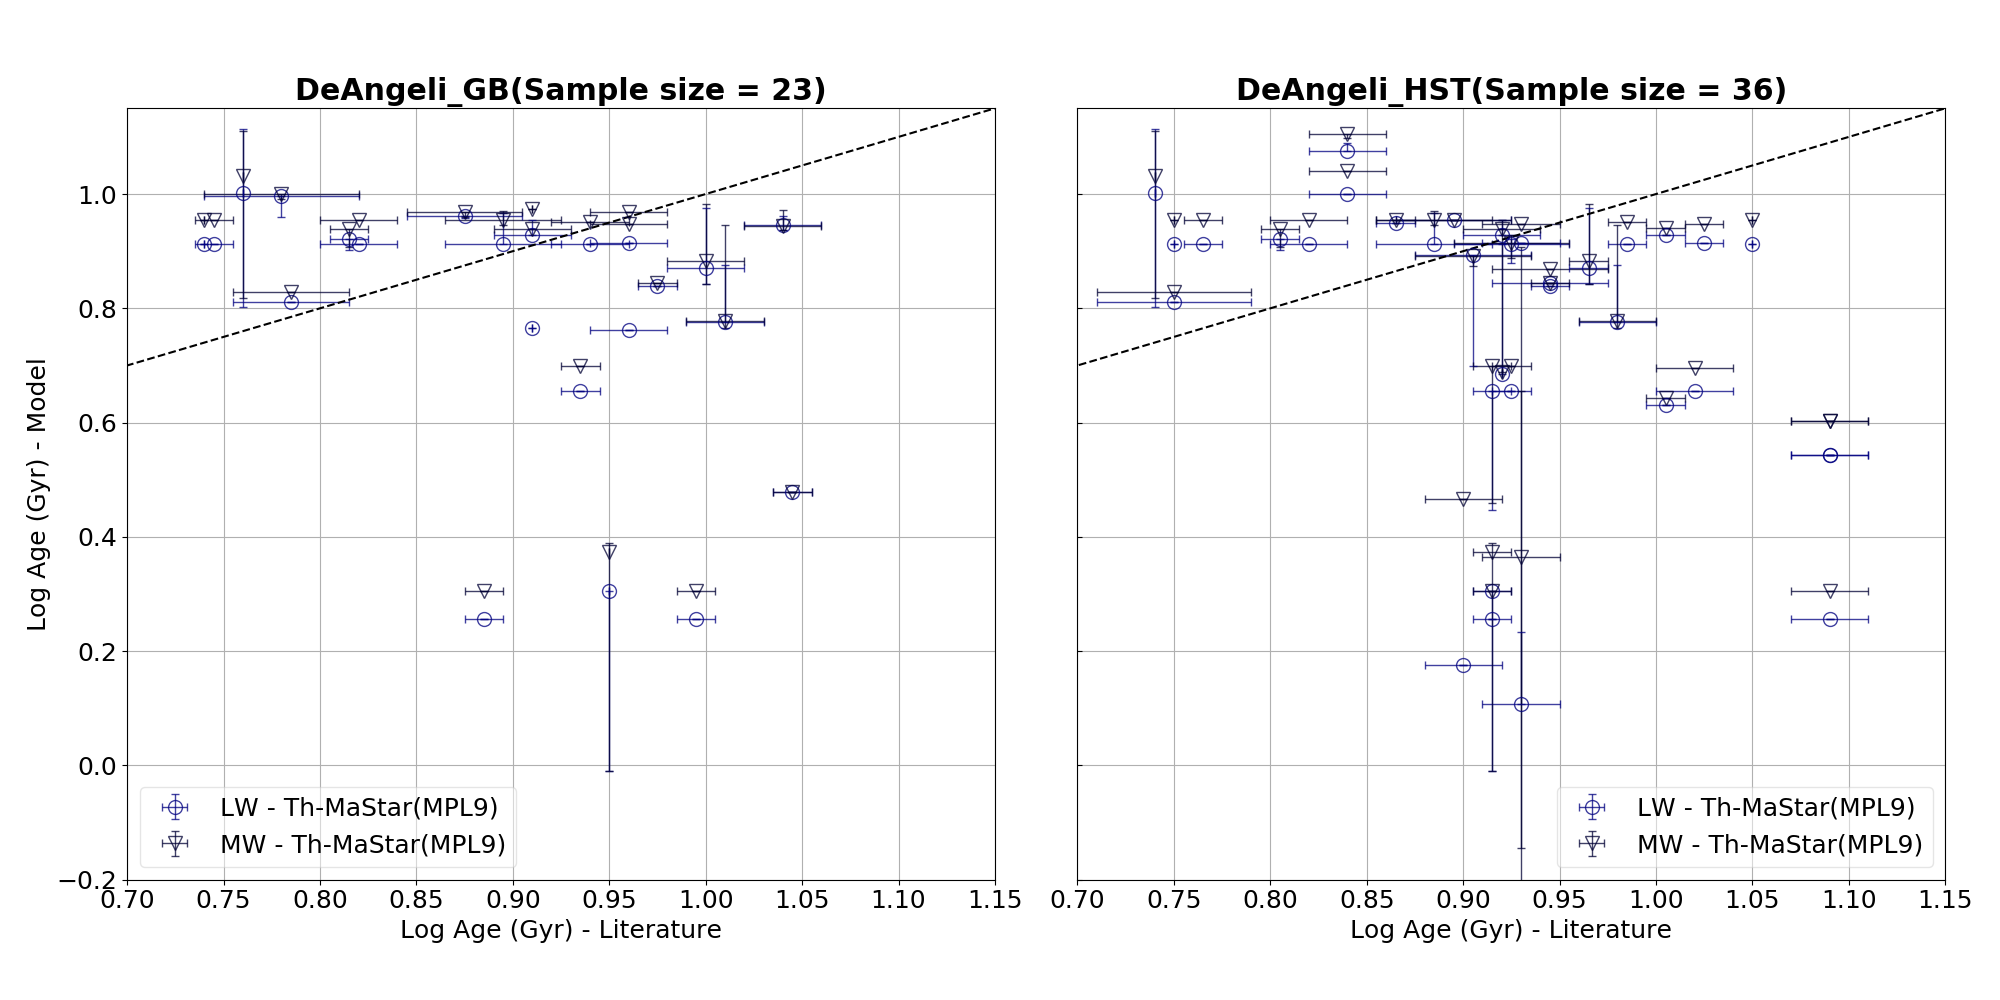 DeAngeli_GB(Sample size = 23)
DeAngeli_HST(Sample size = 36)
Log Age (Gyr) - Model
1.0
0.8
0.6
0.4
0.2
0.0
−0.2
LW - Th-MaStar(MPL9)
MW - Th-MaStar(MPL9)
LW - Th-MaStar(MPL9)
MW - Th-MaStar(MPL9)
0.70 0.75 0.80 0.85 0.90 0.95 1.00 1.05 1.10 1.15
0.70 0.75 0.80 0.85 0.90 0.95 1.00 1.05 1.10 1.15
Log Age (Gyr) - Literature
Log Age (Gyr) - Literature